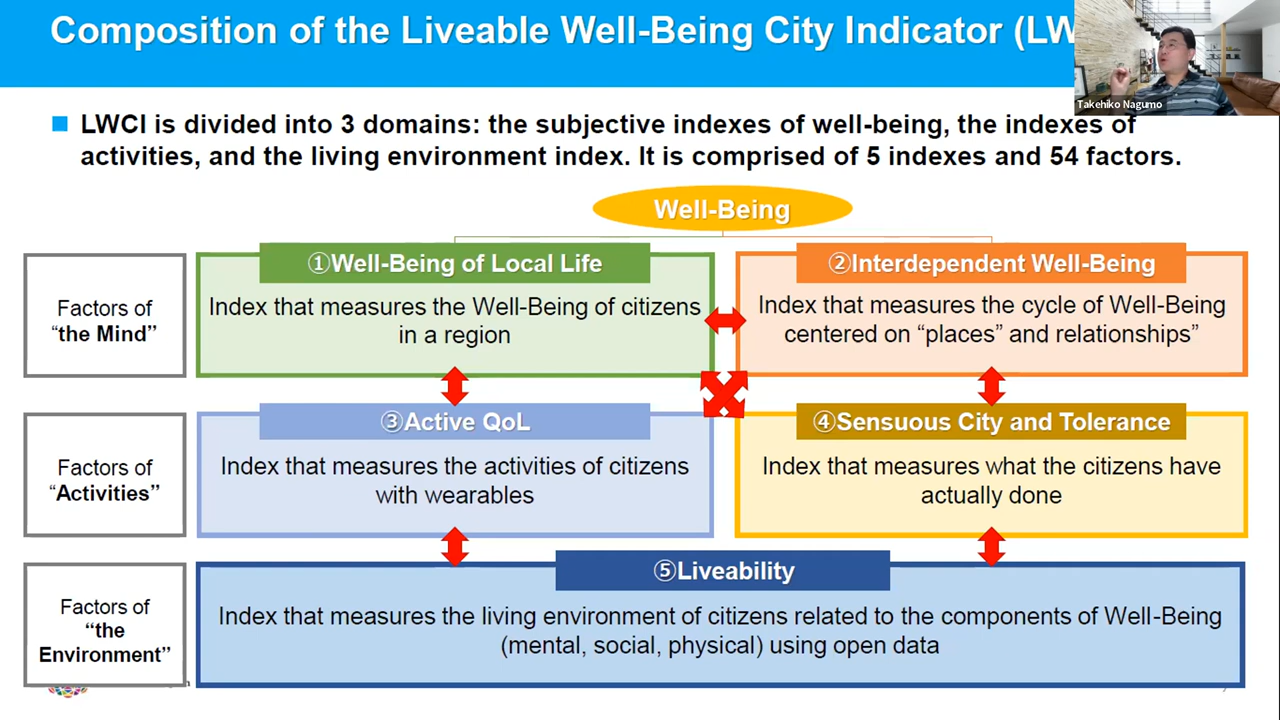 Composition of the Liveable Well-Being City Indicator (LW
Takehiko Nagumo
LWCI is divided into 3 domains: the subjective indexes of well-being, the indexes of
activities, and the living environment index. It is comprised of 5 indexes and 54 factors.
Well-Being
Factors of
“the Mind”
①Well-Being of Local Life
Index that measures the Well-Being of citizens
in a region
②Interdependent Well-Being
Index that measures the cycle of Well-Being
centered on “places” and relationships”
Factors of
“Activities”
③Active QoL
Index that measures the activities of citizens
with wearables
④Sensuous City and Tolerance
Index that measures what the citizens have
actually done
Factors of
“the
Environment”
⑤Liveability
Index that measures the living environment of citizens related to the components of Well-Being
(mental, social, physical) using open data